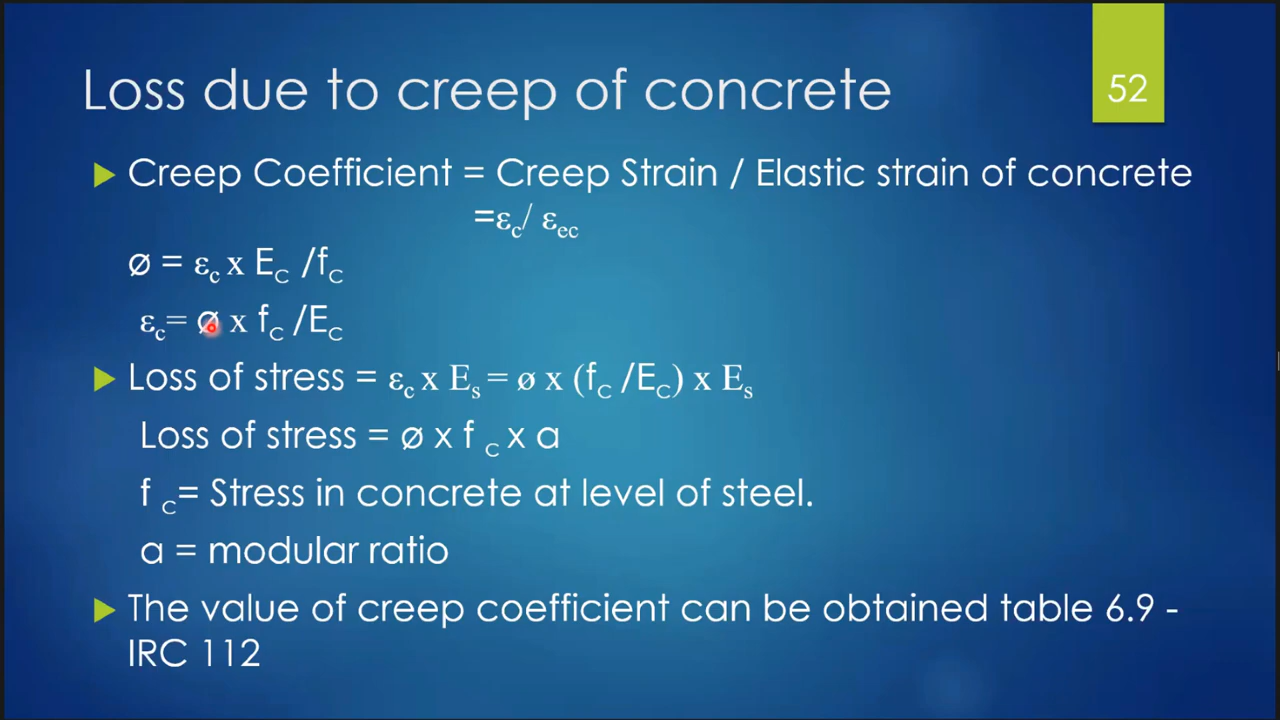 Loss due to creep of concrete
52
Creep Coefficient = Creep Strain / Elastic strain of concrete
=εc/ εec
ø = εc x EC /fC
εc= ø x fC /EC
Loss of stress = εc x Es = ø x (fC /EC) x Es
Loss of stress = ø x f C x a
f C= Stress in concrete at level of steel.
a = modular ratio
The value of creep coefficient can be obtained table 6.9 -
IRC 112